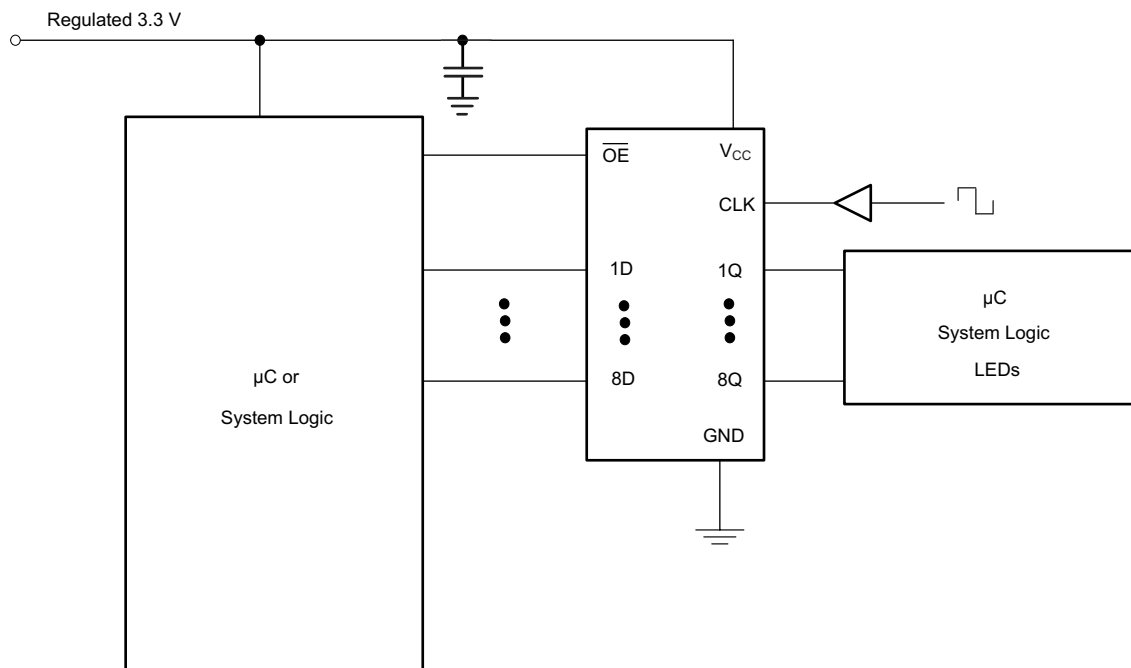 Regulated 3.3 V
OE
VCC
CLK
1D
1Q
µC
System Logic
LEDs
µC or
System Logic
8D
8Q
GND